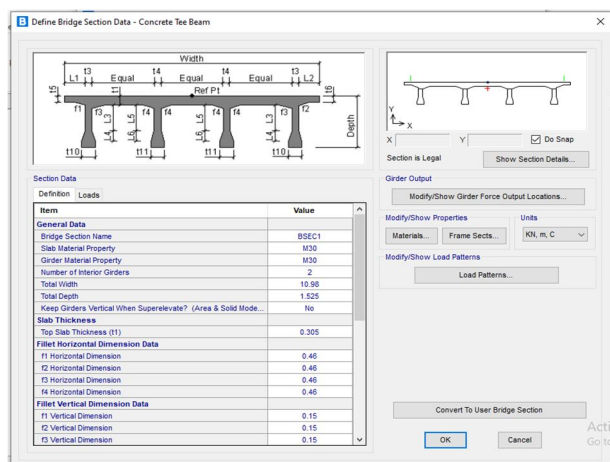 B Define Bridge Section Data - Concrete Tee Beam
Width
t3 t4 t4 t3
L1 Equal Equal Equal L2
t5 t1 Ref Pt t6
f1 f3 f4 f4 f4 f4 f3 f2
L3 L5 L5 L3
L4 L6 L6 L4
Depth
t10 t11 t11 t10
Y
X
X Y Do Snap
Section is Legal Show Section Details...
Section Data
Definition Loads
Item Value
General Data
Bridge Section Name BSEC1
Slab Material Property M30
Girder Material Property M30
Number of Interior Girders 2
Total Width 10.98
Total Depth 1.525
Keep Girders Vertical When Superelevate? (Area & Solid Mode... No
Slab Thickness
Top Slab Thickness (t1) 0.305
Fillet Horizontal Dimension Data
f1 Horizontal Dimension 0.46
f2 Horizontal Dimension 0.46
f3 Horizontal Dimension 0.46
f4 Horizontal Dimension 0.46
Fillet Vertical Dimension Data
f1 Vertical Dimension 0.15
f2 Vertical Dimension 0.15
f3 Vertical Dimension 0.15
Girder Output
Modify/Show Girder Force Output Locations...
Modify/Show Properties Units
Materials... Frame Sects... KN, m, C
Modify/Show Load Patterns
Load Patterns...
Convert To User Bridge Section
OK Cancel
Acti
Go to